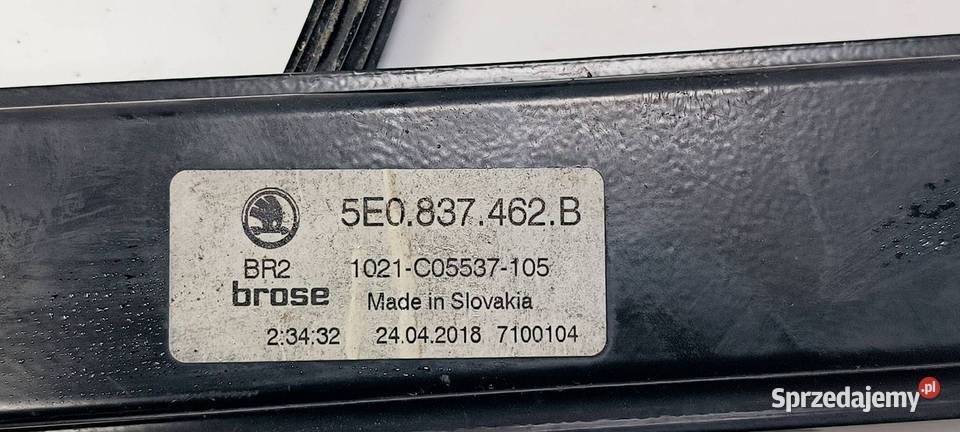 5E0.837.462.B
BR2 1021-C05537-105
brose Made in Slovakia
2:34:32 24.04.2018 7100104
Sprzedajemy.pl